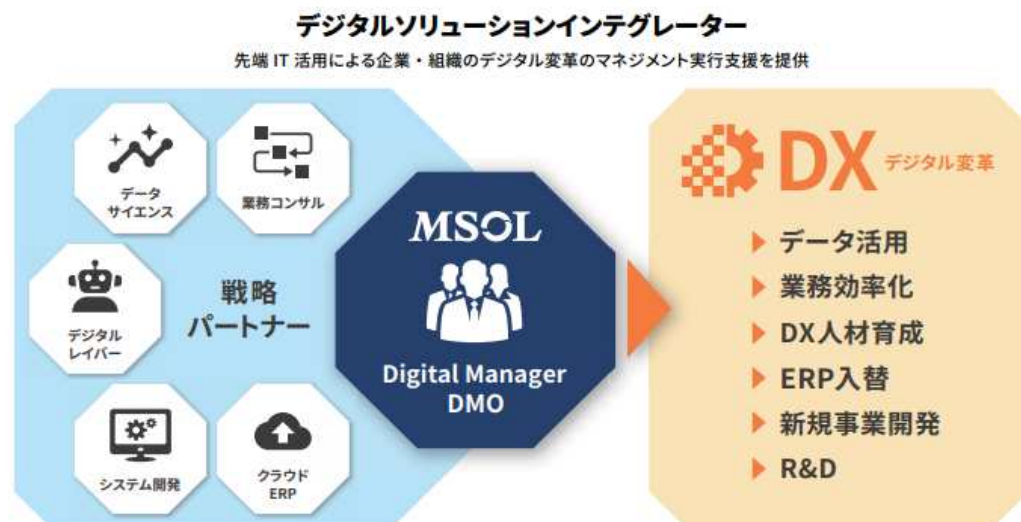 デジタルソリューションインテグレーター
先端 IT 活用による企業・組織のデジタル変革のマネジメント実行支援を提供
データ
サイエンス
業務コンサル
デジタル
レイバー
戦略
パートナー
システム開発
クラウド
ERP
MSOL
Digital Manager
DMO
DX デジタル変革
データ活用
業務効率化
DX人材育成
ERP入替
新規事業開発
R&D